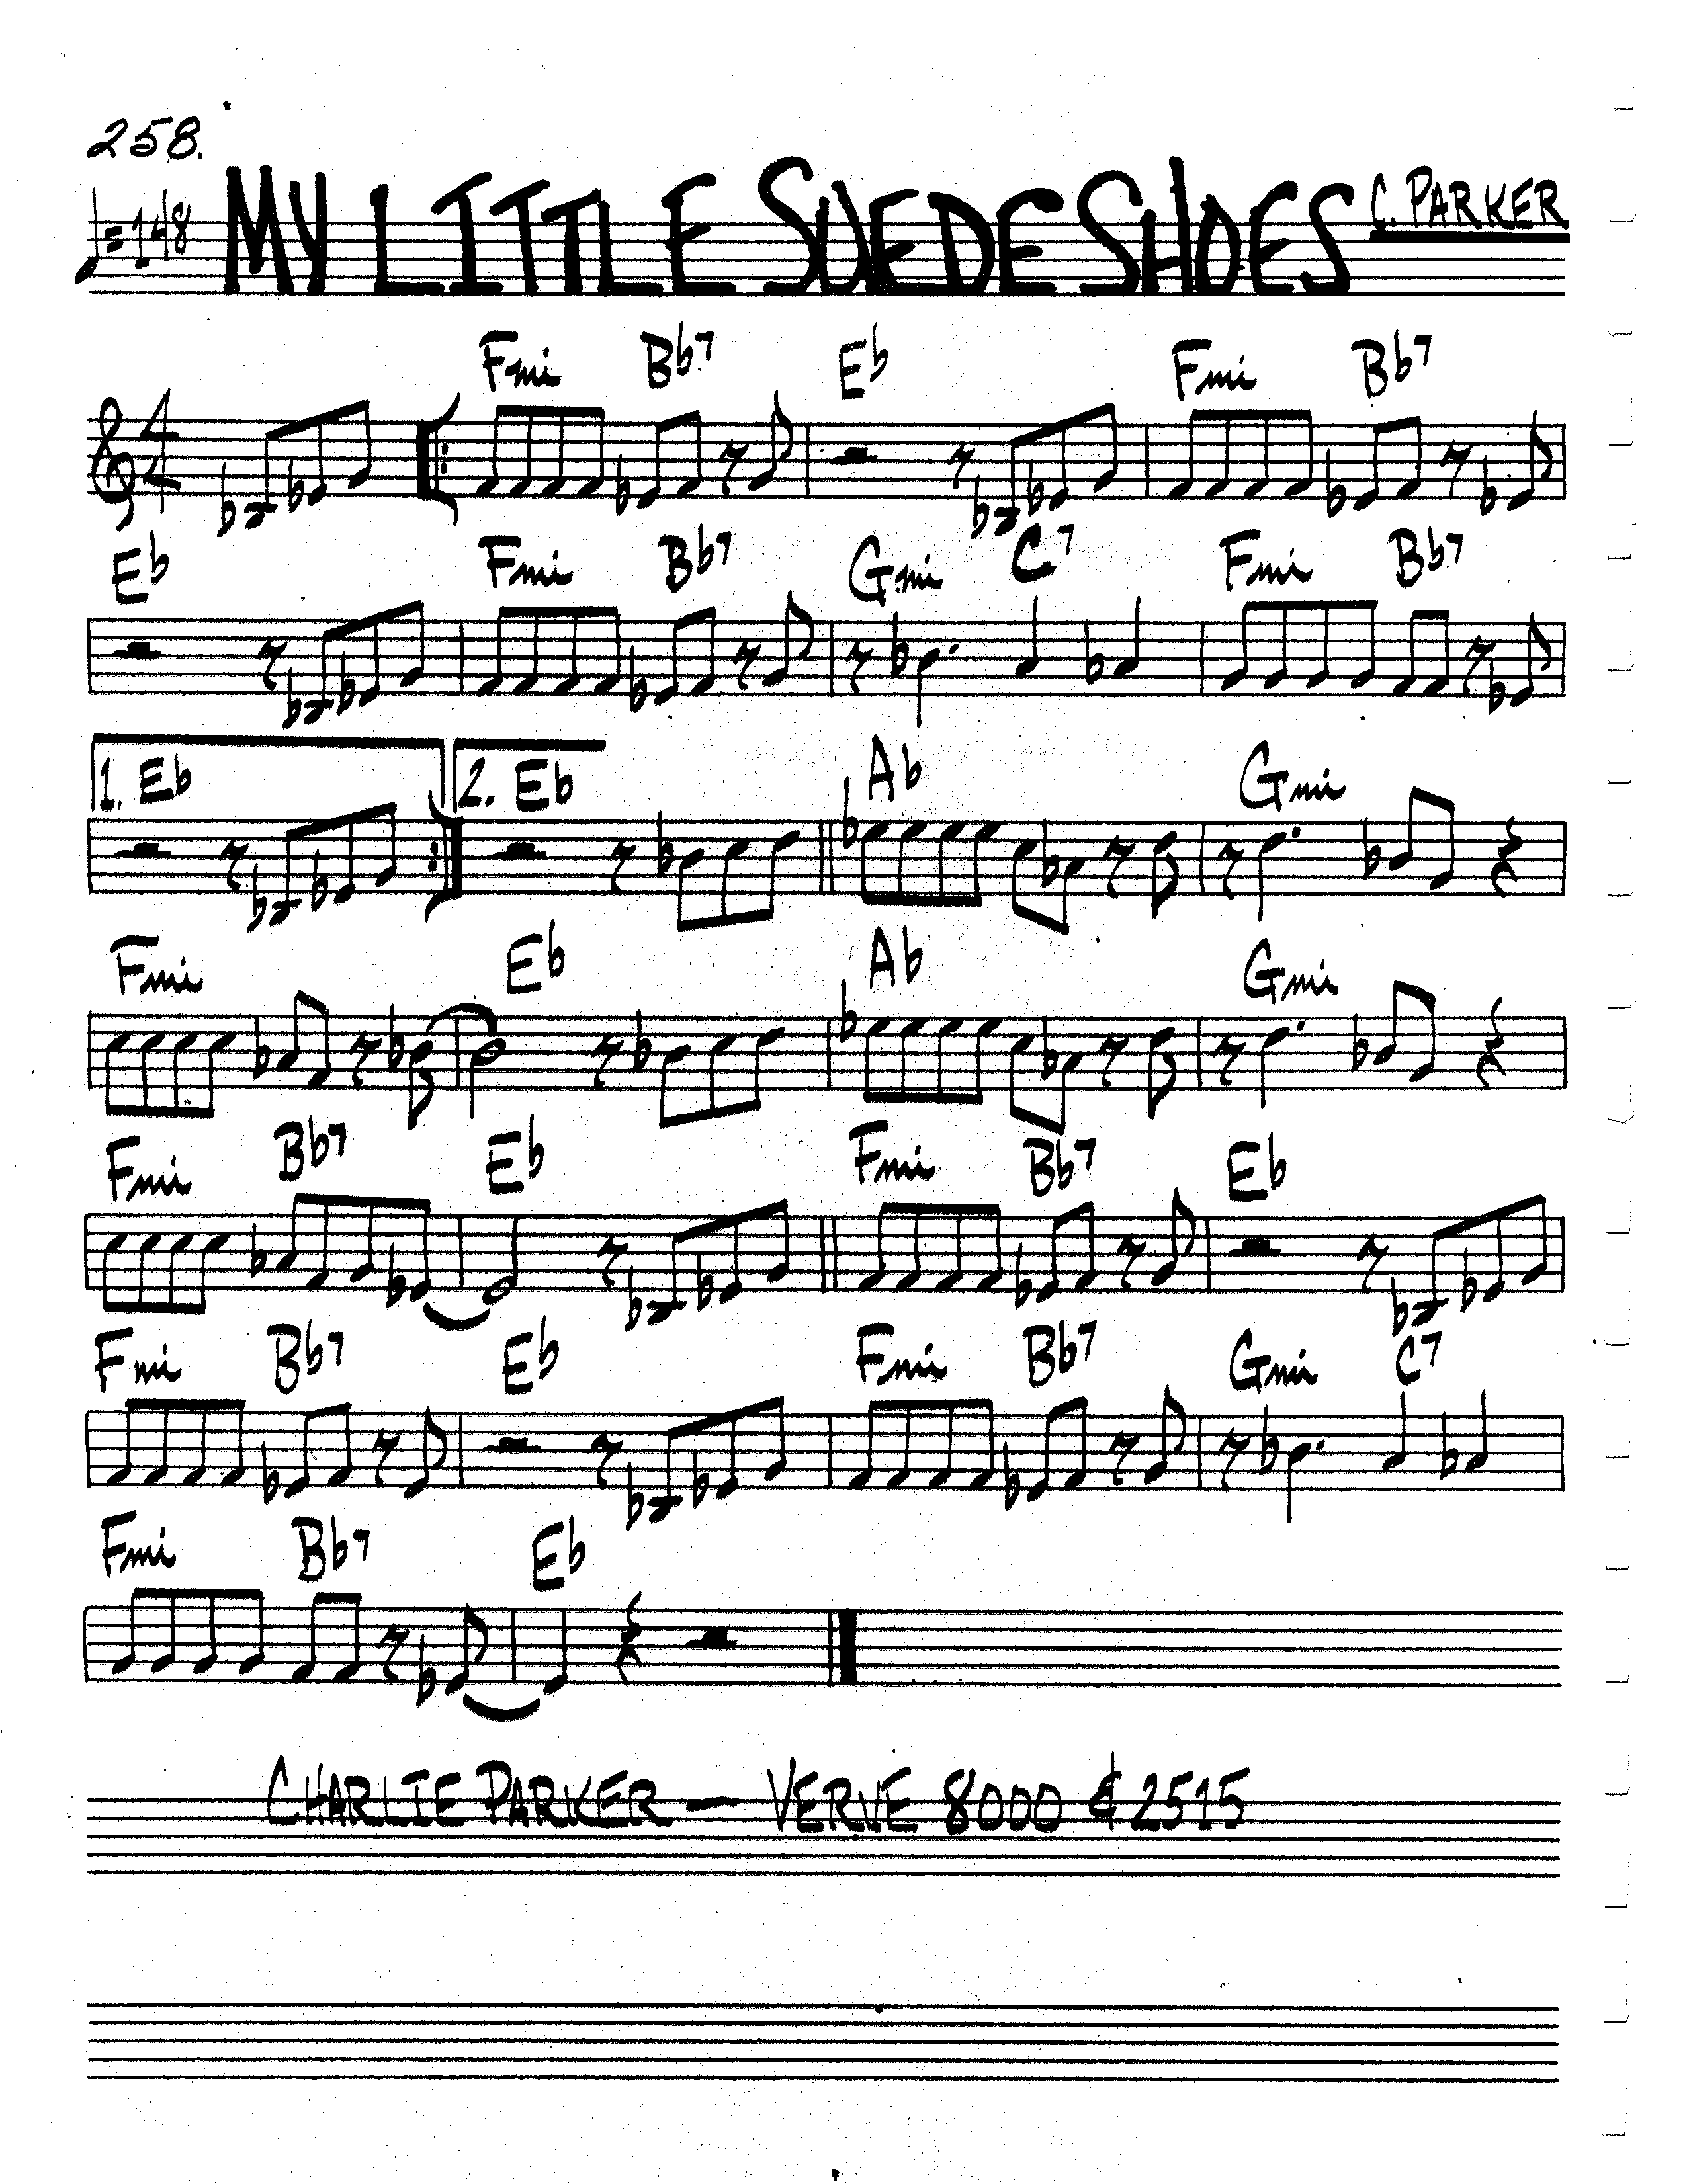 258.
♩=148 MY LITTLE SUEDE SHOES C. PARKER
Fmi Bb7 Eb Fmi Bb7
4
4
Eb Fmi Bb7 Gmi C7 Fmi Bb7
1. Eb 2. Eb Ab Gmi
Fmi Eb Ab Gmi
Fmi Bb7 Eb Fmi Bb7 Eb
Fmi Bb7 Eb Fmi Bb7 Gmi C7
Fmi Bb7 Eb
CHARLIE PARKER — VERVE 8000 & 2515